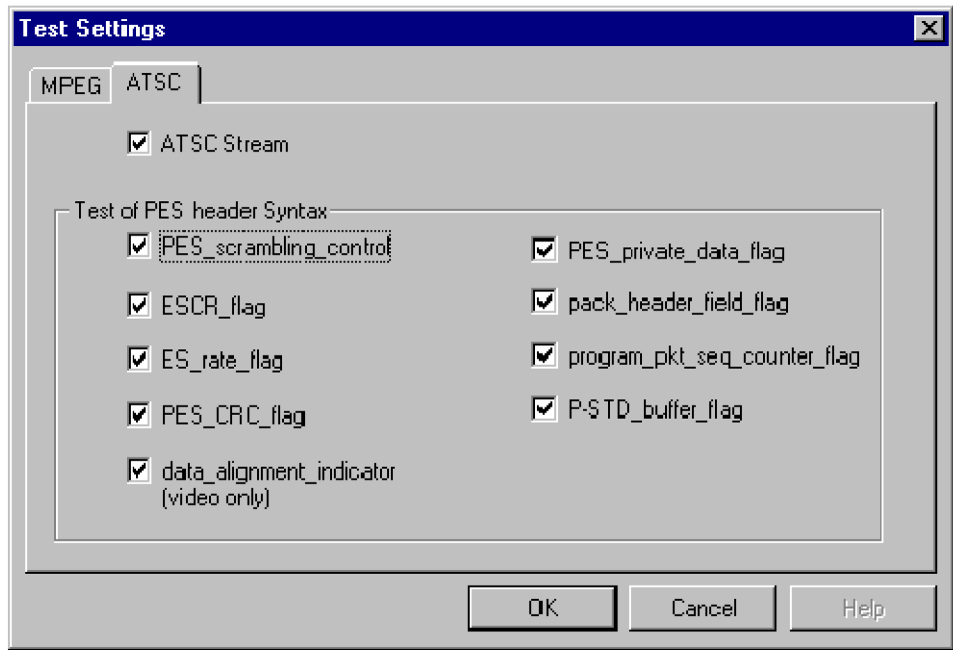 Test Settings
MPEG
ATSC
ATSC Stream
Test of PES header Syntax
PES_scrambling_control
ESCR_flag
ES_rate_flag
PES_CRC_flag
data_alignment_indicator
(video only)
PES_private_data_flag
pack_header_field_flag
program_pkt_seq_counter_flag
P-STD_buffer_flag
OK
Cancel
Help